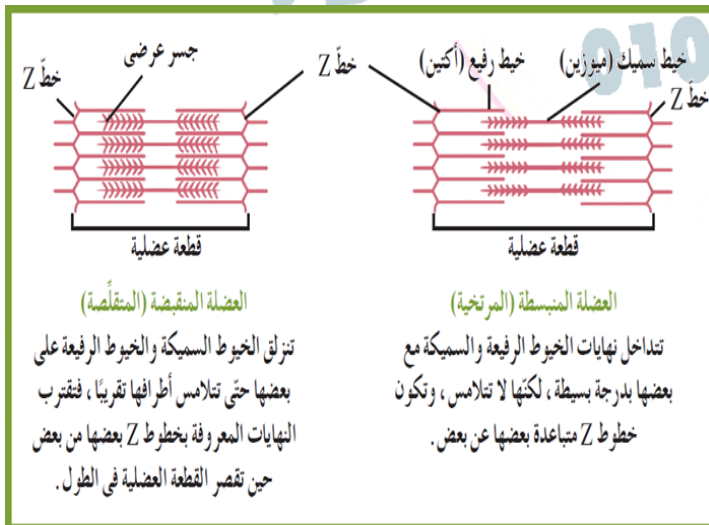 خيط سميك (ميوزين)
خيط رفيع (أكتين)
خطّ Z
جسر عرضى
خطّ Z
خطّ Z
قطعة عضلية
قطعة عضلية
العضلة المنبسطة (المرتخية)
تتداخل نهايات الخيوط الرفيعة والسميكة مع
بعضها بدرجة بسيطة ، لكنّها لا تتلامس ، وتكون
خطوط Z متباعدة بعضها عن بعض .
العضلة المنقبضة (المتقلّصة)
تنزلق الخيوط السميكة والخيوط الرفيعة على
بعضها حتّى تتلامس أطرافها تقريبًا ، فتقترب
النهايات المعروفة بخطوط Z بعضها من بعض
حين تقصر القطعة العضلية فى الطول .
010